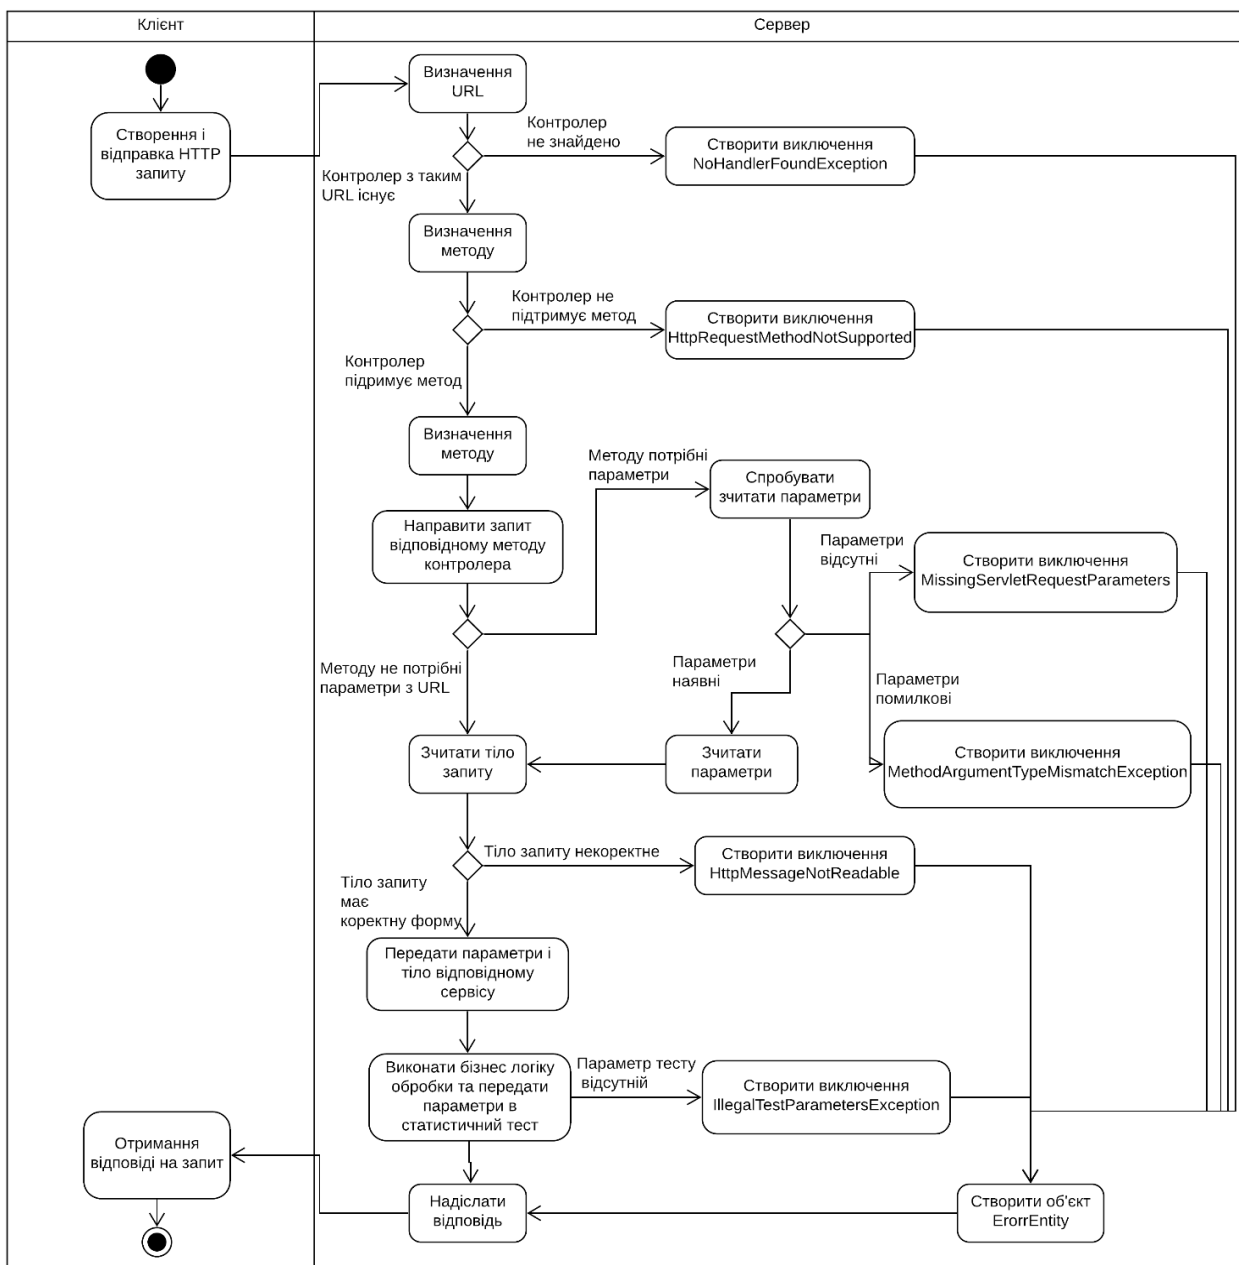 Клієнт
Сервер
Визначення
URL
Контролер
не знайдено
Створити виключення
NoHandlerFoundException
Створення і
відправка HTTP
запиту
Контролер з таким
URL існує
Визначення
методу
Контролер не
підтримує метод
Створити виключення
HttpRequestMethodNotSupported
Контролер
підримує метод
Визначення
методу
Методу потрібні
параметри
Спробувати
зчитати параметри
Направити запит
відповідному методу
контролера
Параметри
відсутні
Створити виключення
MissingServletRequestParameters
Методу не потрібні
параметри з URL
Параметри
наявні
Параметри
помилкові
Зчитати тіло
запиту
Зчитати
параметри
Створити виключення
MethodArgumentTypeMismatchException
Тіло запиту некоректне
Створити виключення
HttpMessageNotReadable
Тіло запиту
має
коректну форму
Передати параметри і
тіло відповідному
сервісу
Виконати бізнес логіку
обробки та передати
параметри в
статистичний тест
Параметр тесту
відсутній
Створити виключення
IllegalTestParametersException
Отримання
відповіді на запит
Надіслати
відповідь
Створити об'єкт
ErorrEntity